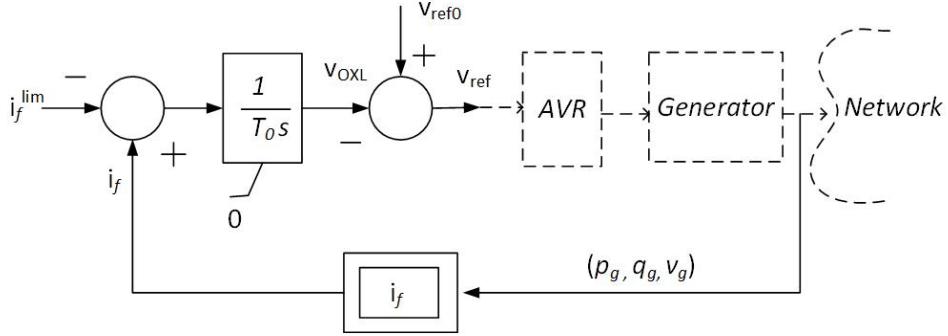 v_ref0
+
−
i_f^lim
v_OXL
v_ref
1
T_0 s
AVR
Generator
Network
+
−
i_f
0
(p_g, q_g, v_g)
i_f